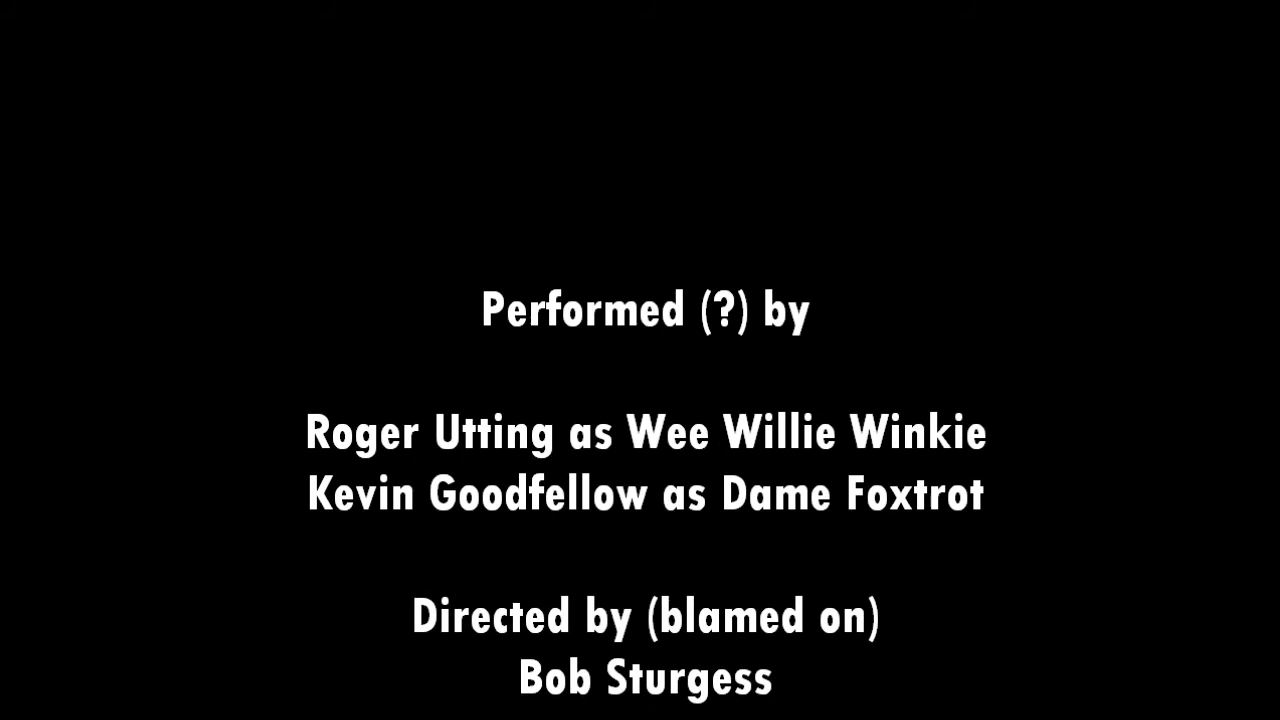 Performed (?) by
Roger Utting as Wee Willie Winkie
Kevin Goodfellow as Dame Foxtrot
Directed by (blamed on)
Bob Sturgess